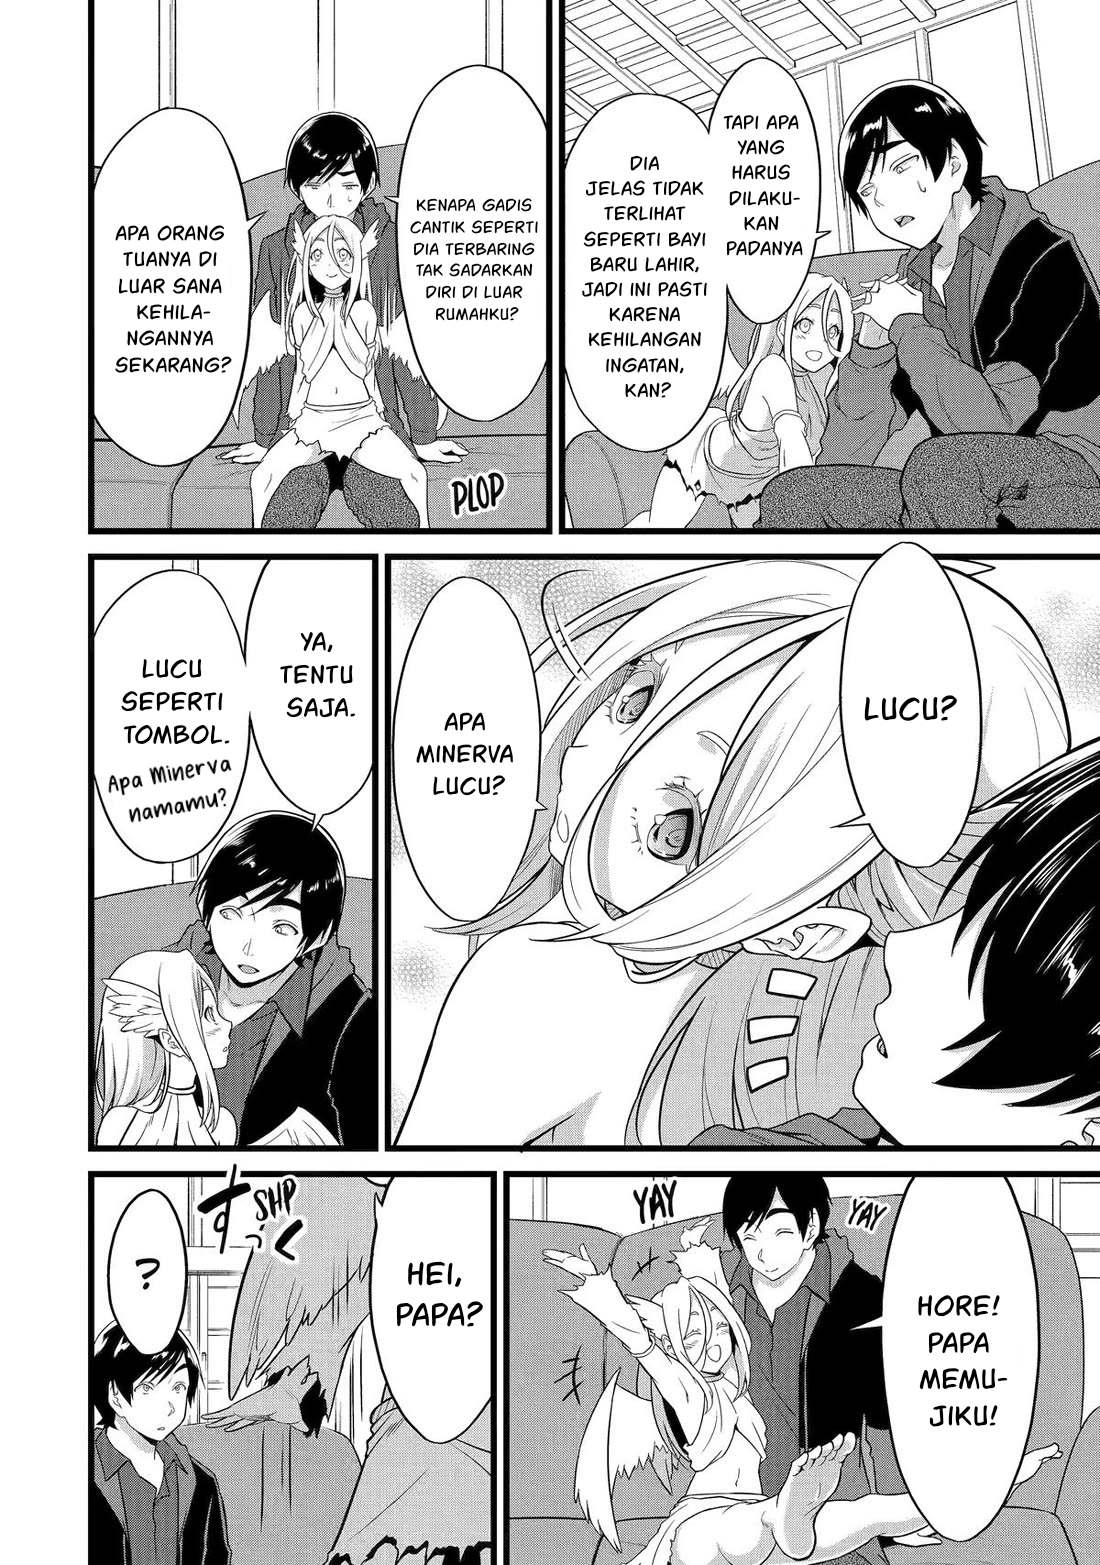 TAPI APA
YANG
HARUS
DILAKU-
KAN
PADANYA
DIA
JELAS TIDAK
TERLIHAT
SEPERTI BAYI
BARU LAHIR,
JADI INI PASTI
KARENA
KEHILANGAN
INGATAN,
KAN?
KENAPA GADIS
CANTIK SEPERTI
DIA TERBARING
TAK SADARKAN
DIRI DI LUAR
RUMAHKU?
APA ORANG
TUANYA DI
LUAR SANA
KEHILA-
NGANNYA
SEKARANG?
PLOP
LUCU?
APA
MINERVA
LUCU?
YA,
TENTU
SAJA.
LUCU
SEPERTI
TOMBOL.
Apa Minerva
namamu?
YAY
YAY
HORE!
PAPA
MEMU-
JIKU!
HEI,
PAPA?
SHP
すっく
?